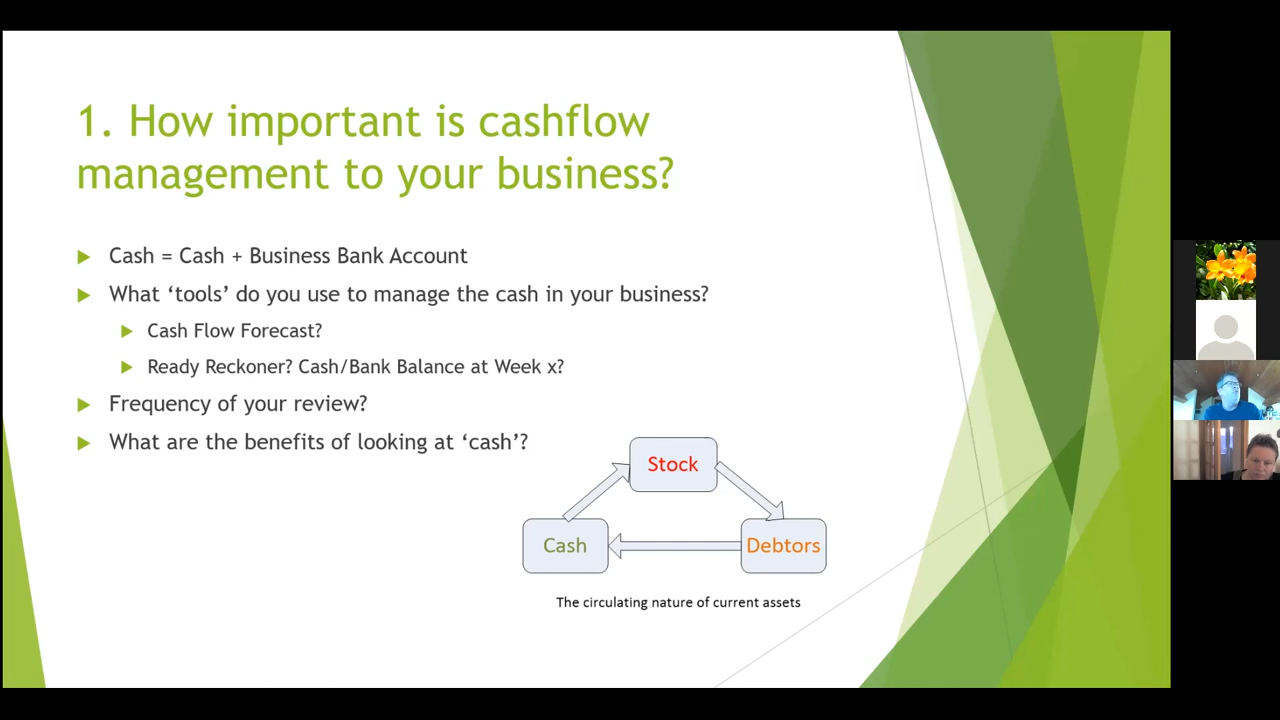 1. How important is cashflow
management to your business?
Cash = Cash + Business Bank Account
What ‘tools’ do you use to manage the cash in your business?
Cash Flow Forecast?
Ready Reckoner? Cash/Bank Balance at Week x?
Frequency of your review?
What are the benefits of looking at ‘cash’?
Stock
Cash
Debtors
The circulating nature of current assets